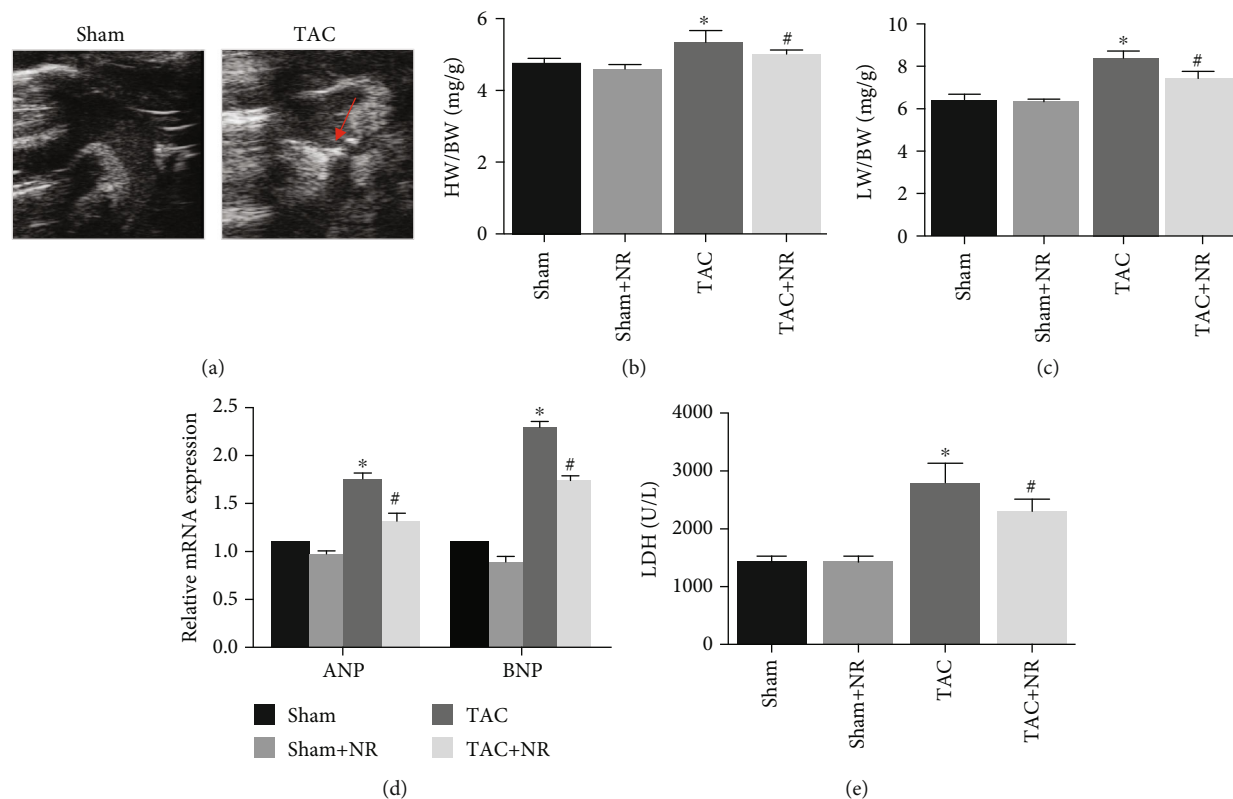 Sham
TAC
(a)
HW/BW (mg/g)
6
4
2
0
*
#
Sham
Sham+NR
TAC
TAC+NR
(b)
LW/BW (mg/g)
10
8
6
4
2
0
*
#
Sham
Sham+NR
TAC
TAC+NR
(c)
Relative mRNA expression
2.5
2.0
1.5
1.0
0.5
0.0
*
#
*
#
ANP
BNP
Sham
TAC
Sham+NR
TAC+NR
(d)
LDH (U/L)
4000
3000
2000
1000
0
*
#
Sham
Sham+NR
TAC
TAC+NR
(e)